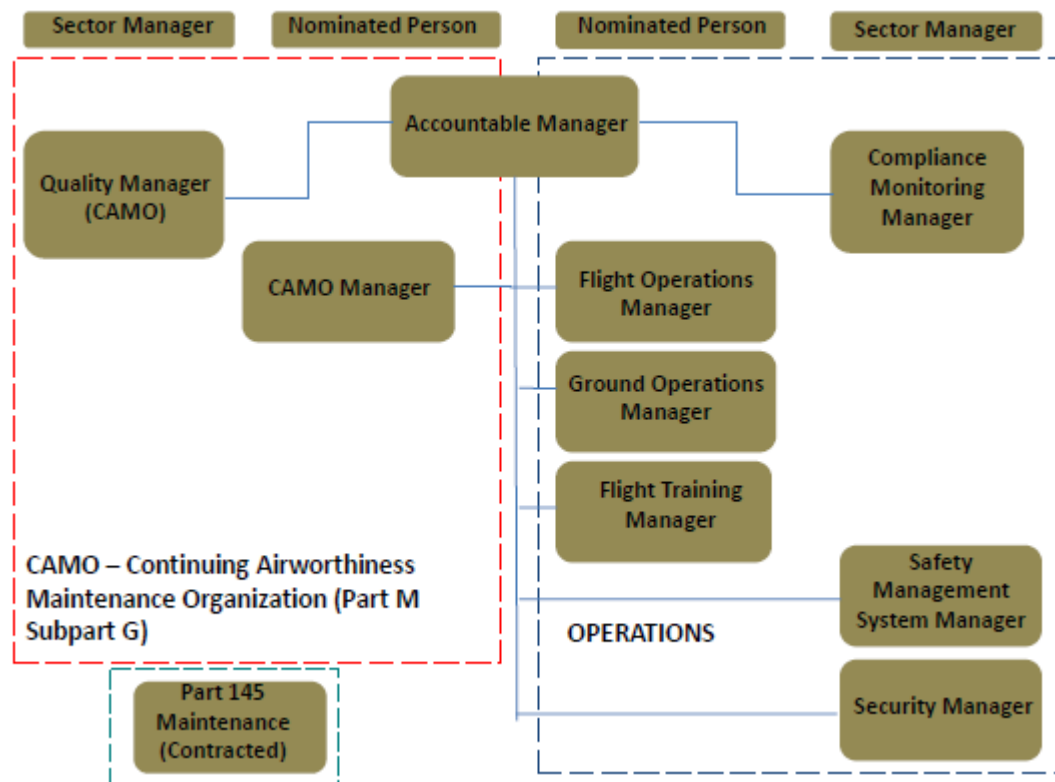 Sector Manager
Nominated Person
Nominated Person
Sector Manager
Accountable Manager
Quality Manager
(CAMO)
Compliance
Monitoring
Manager
CAMO Manager
Flight Operations
Manager
Ground Operations
Manager
Flight Training
Manager
CAMO – Continuing Airworthiness
Maintenance Organization (Part M
Subpart G)
Safety
Management
System Manager
OPERATIONS
Part 145
Maintenance
(Contracted)
Security Manager